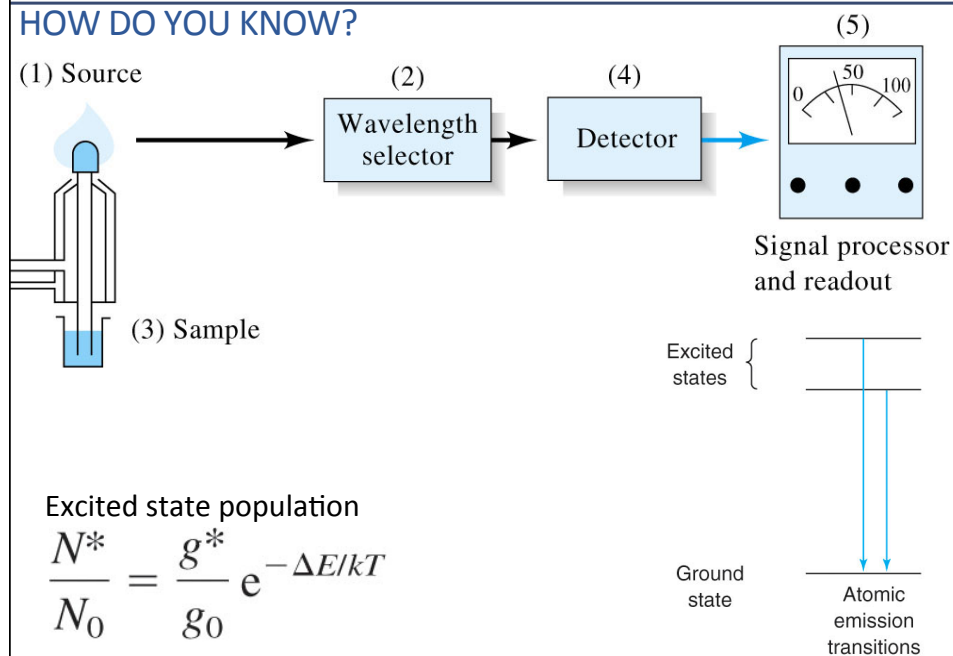 HOW DO YOU KNOW?
(1) Source
(2)
Wavelength
selector
(4)
Detector
(5)
0 50 100
Signal processor
and readout
(3) Sample
Excited
states
Excited state population
N*/N₀ = g*/g₀ e^−ΔE/kT
Ground
state
Atomic
emission
transitions